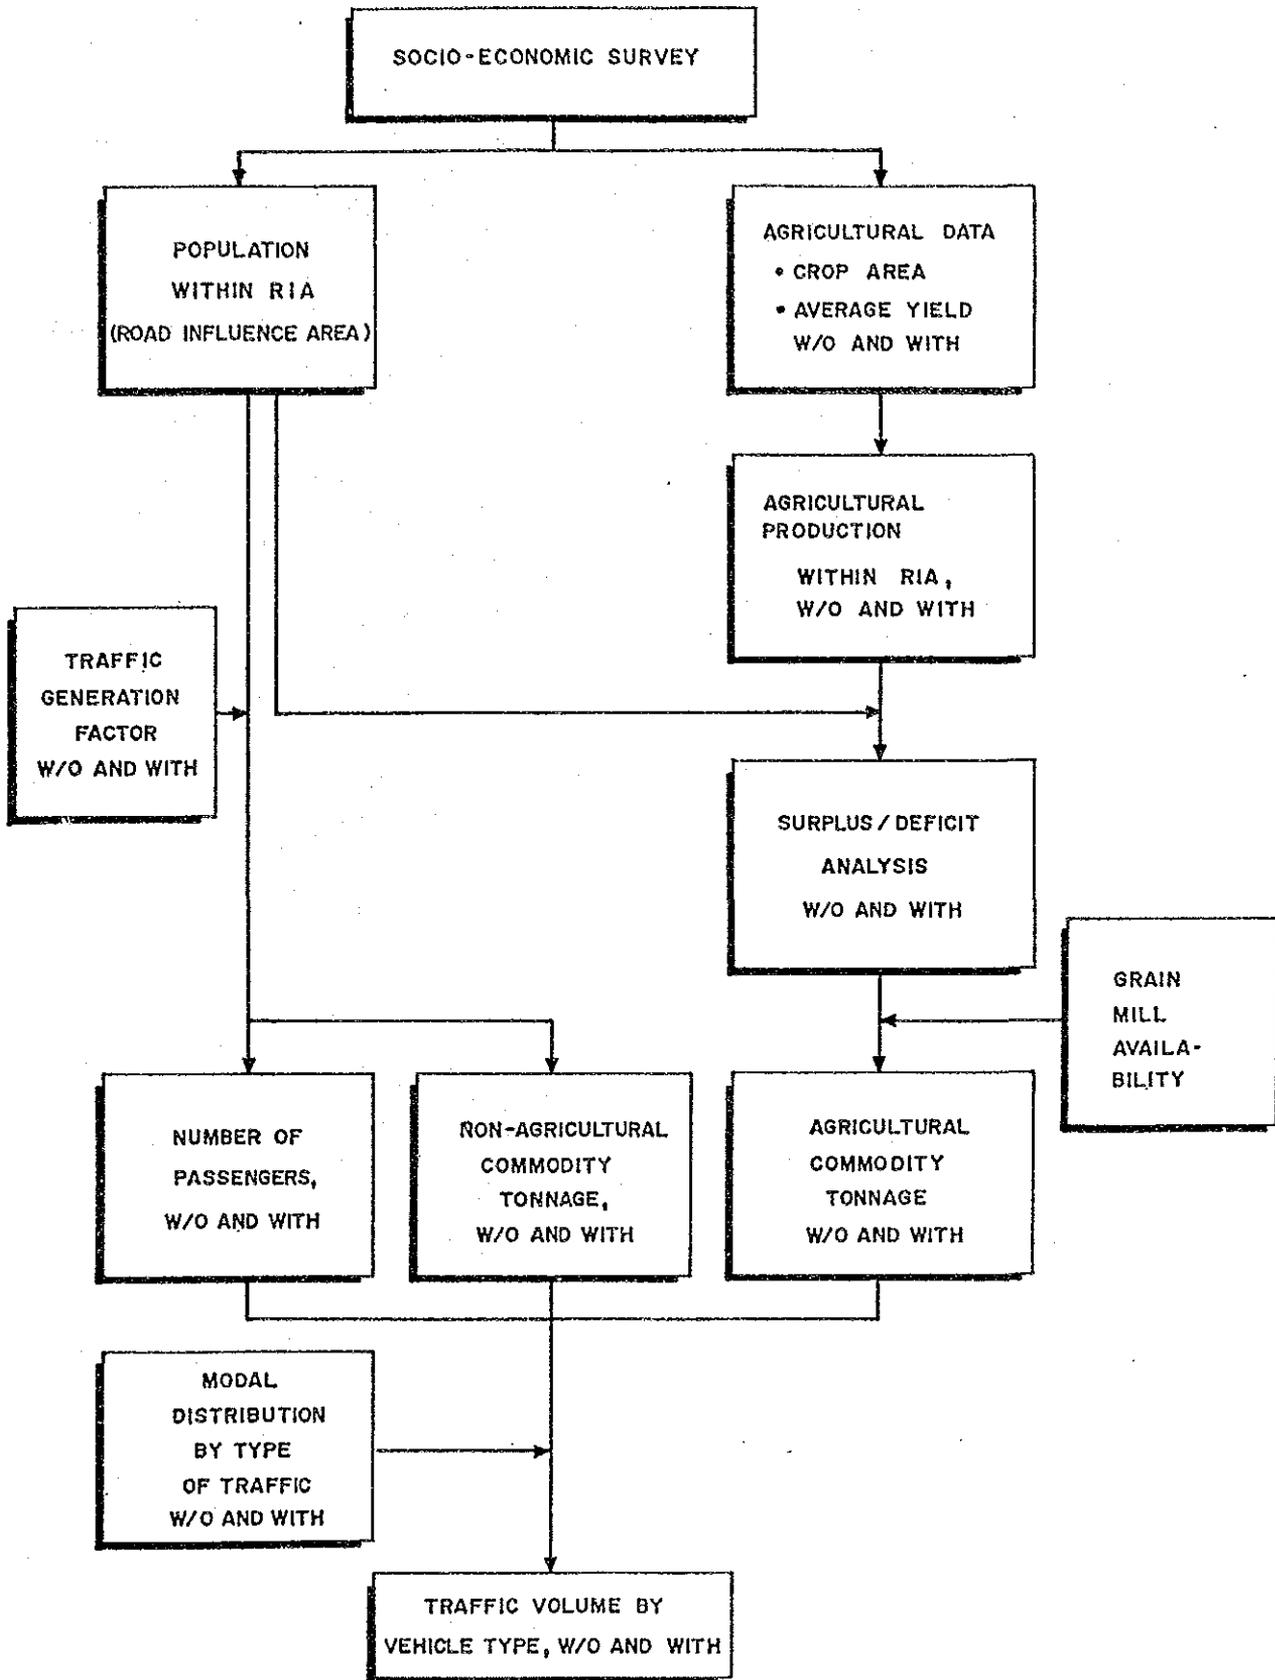 SOCIO-ECONOMIC SURVEY
POPULATION
WITHIN RIA
(ROAD INFLUENCE AREA)
AGRICULTURAL DATA
• CROP AREA
• AVERAGE YIELD
W/O AND WITH
AGRICULTURAL
PRODUCTION
WITHIN RIA,
W/O AND WITH
TRAFFIC
GENERATION
FACTOR
W/O AND WITH
SURPLUS/DEFICIT
ANALYSIS
W/O AND WITH
GRAIN
MILL
AVAILA-
BILITY
NUMBER OF
PASSENGERS,
W/O AND WITH
NON-AGRICULTURAL
COMMODITY
TONNAGE,
W/O AND WITH
AGRICULTURAL
COMMODITY
TONNAGE
W/O AND WITH
MODAL
DISTRIBUTION
BY TYPE
OF TRAFFIC
W/O AND WITH
TRAFFIC VOLUME BY
VEHICLE TYPE, W/O AND WITH